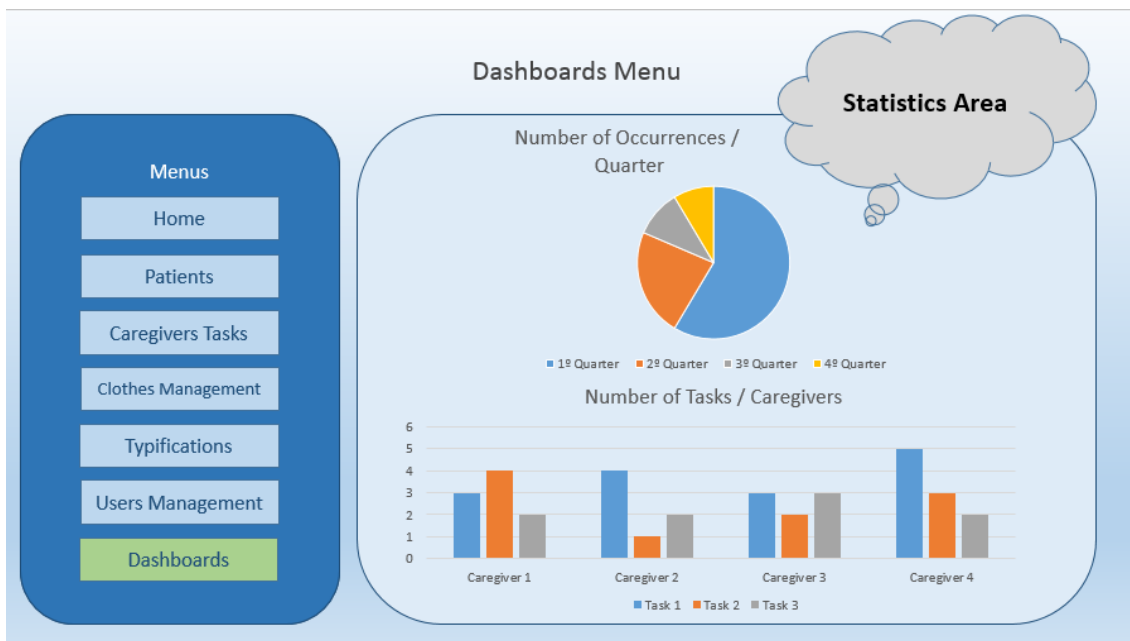 Dashboards Menu
Statistics Area
Menus
Home
Patients
Caregivers Tasks
Clothes Management
Typifications
Users Management
Dashboards
Number of Occurrences /
Quarter
1º Quarter 2º Quarter 3º Quarter 4º Quarter
Number of Tasks / Caregivers
6
5
4
3
2
1
0
Caregiver 1 Caregiver 2 Caregiver 3 Caregiver 4
Task 1 Task 2 Task 3